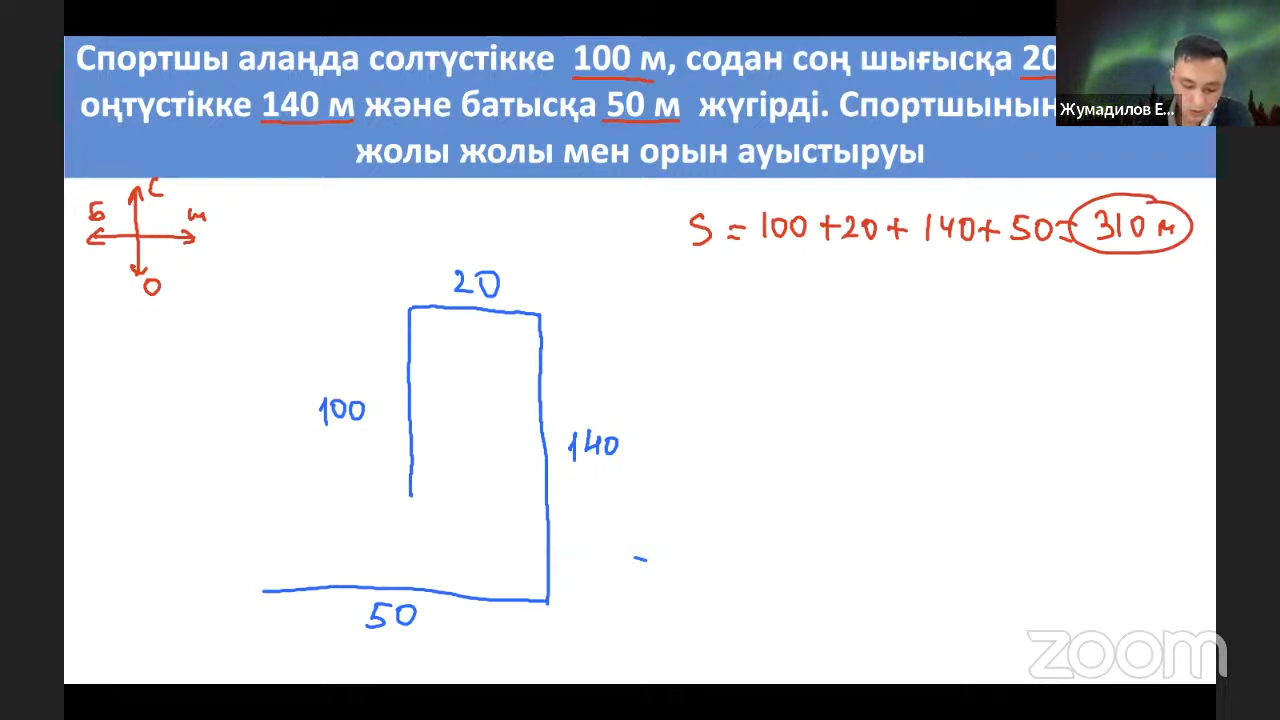 Спортшы алаңда солтүстікке 100 м, содан соң шығысқа 20
оңтүстікке 140 м және батысқа 50 м жүгірді. Спортшының
жолы жолы мен орын ауыстыруы
Жумадилов Е...
С
Б ш
О
S = 100 + 20 + 140 + 50 = 310 м
20
100
140
50
zoom